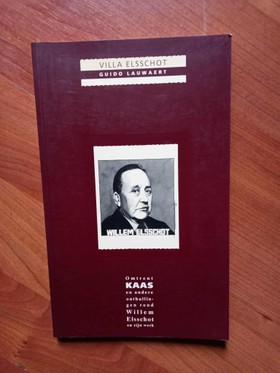 VILLA ELSSCHOT
GUIDO LAUWAERT
WILLEM ELSSCHOT
Omtrent
KAAS
en andere
onthullin-
gen rond
Willem
Elsschot
en zijn werk